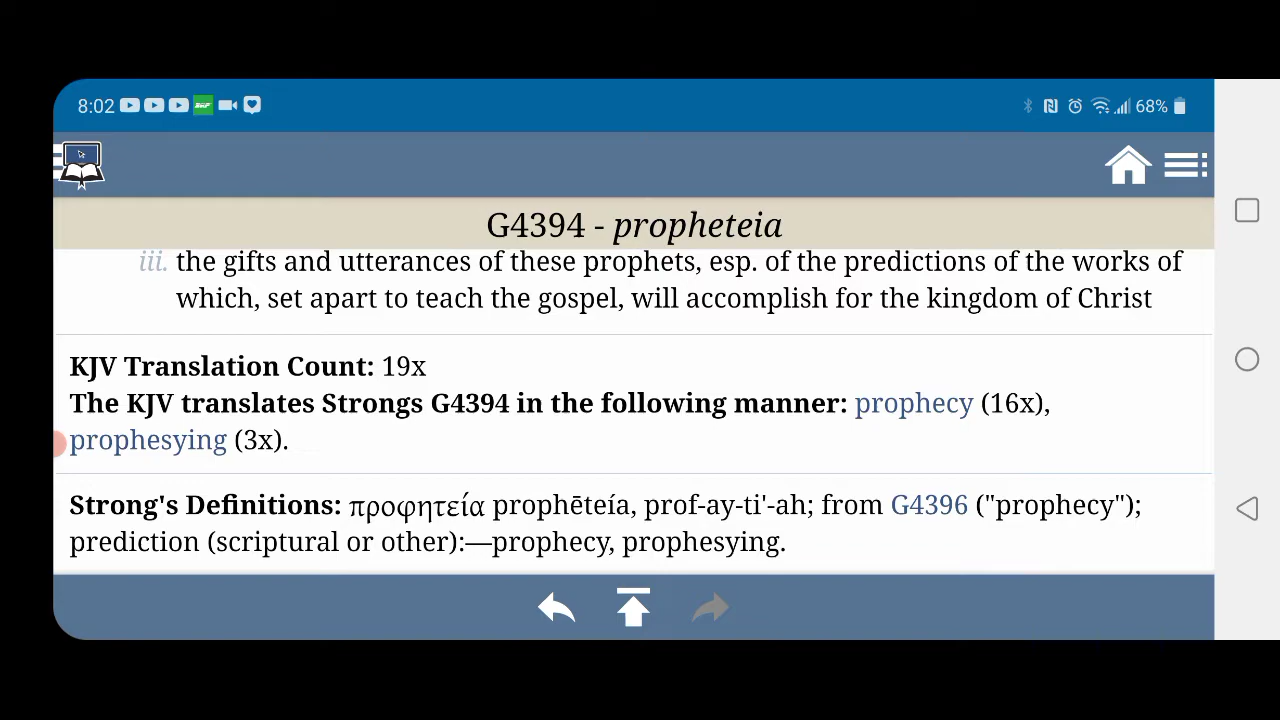 8:02 68%
G4394 - propheteia
iii. the gifts and utterances of these prophets, esp. of the predictions of the works of
which, set apart to teach the gospel, will accomplish for the kingdom of Christ
KJV Translation Count: 19x
The KJV translates Strongs G4394 in the following manner: prophecy (16x),
prophesying (3x).
Strong's Definitions: προφητεία prophēteía, prof-ay-ti'-ah; from G4396 ("prophecy");
prediction (scriptural or other):—prophecy, prophesying.